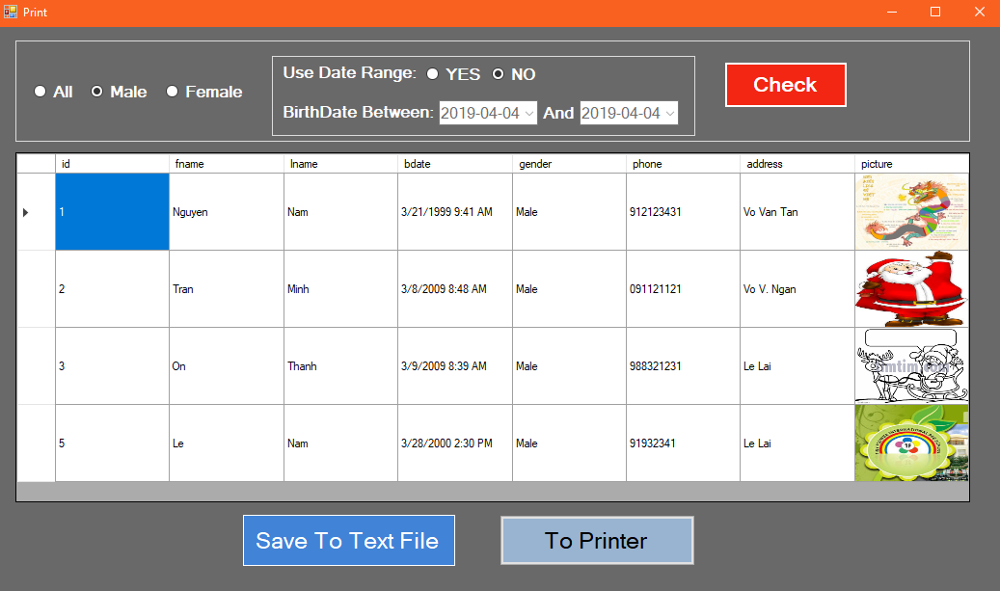 Print
All Male Female
Use Date Range: YES NO
BirthDate Between: 2019-04-04 And 2019-04-04
Check
id fname lname bdate gender phone address picture
1 Nguyen Nam 3/21/1999 9:41 AM Male 912123431 Vo Van Tan
2 Tran Minh 3/8/2009 8:48 AM Male 091121121 Vo V. Ngan
3 On Thanh 3/9/2009 8:39 AM Male 988321231 Le Lai
5 Le Nam 3/28/2000 2:30 PM Male 91932341 Le Lai
Save To Text File To Printer